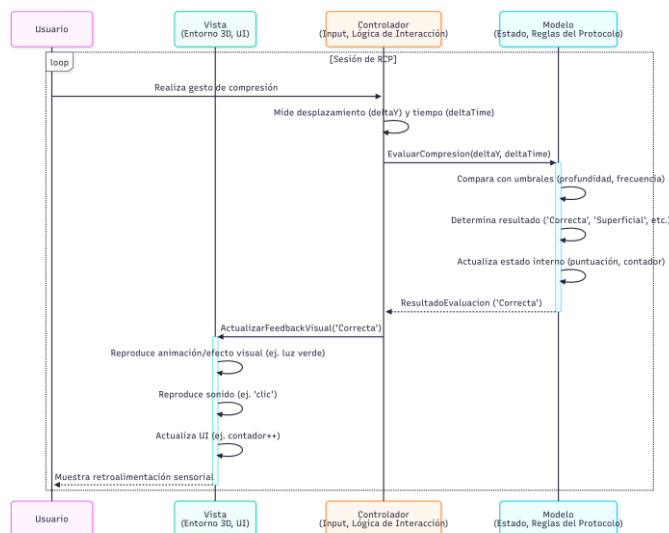 Usuario
Vista
(Entorno 3D, UI)
Controlador
(Input, Lógica de Interacción)
Modelo
(Estado, Reglas del Protocolo)
loop
[Sesión de RCP]
Realiza gesto de compresión
Mide desplazamiento (deltaY) y tiempo (deltaTime)
EvaluarCompresion(deltaY, deltaTime)
Compara con umbrales (profundidad, frecuencia)
Determina resultado ('Correcta', 'Superficial', etc.)
Actualiza estado interno (puntuación, contador)
ResultadoEvaluacion ('Correcta')
ActualizarFeedbackVisual('Correcta')
Reproduce animación/efecto visual (ej. luz verde)
Reproduce sonido (ej. 'clic')
Actualiza UI (ej. contador++)
Muestra retroalimentación sensorial
Usuario
Vista
(Entorno 3D, UI)
Controlador
(Input, Lógica de Interacción)
Modelo
(Estado, Reglas del Protocolo)